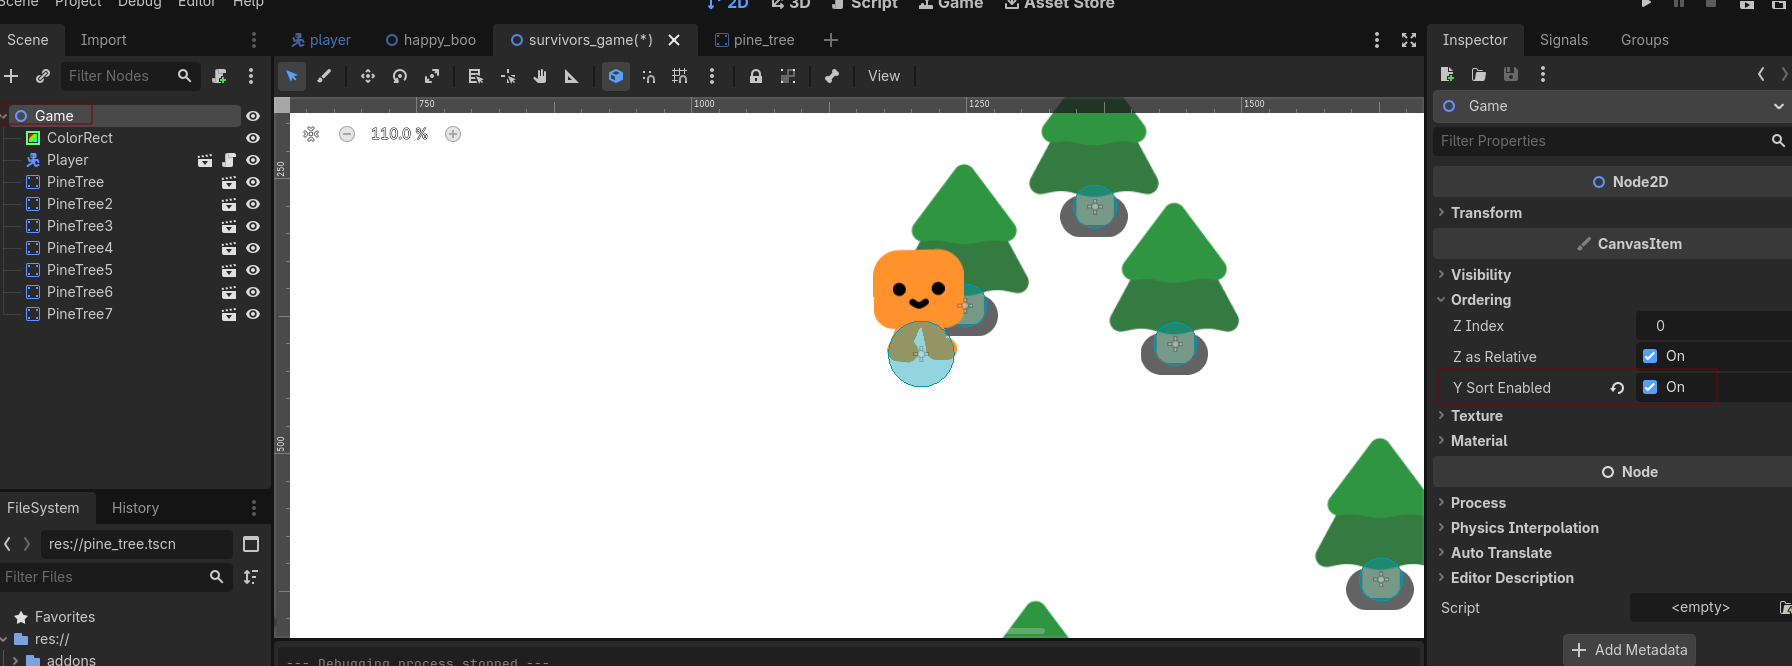 Scene Project Debug Editor Help
2D 3D Script Game Asset Store
Scene Import
player happy_boo survivors_game(*) pine_tree
Inspector Signals Groups
Filter Nodes
View
Game
ColorRect
Player
PineTree
PineTree2
PineTree3
PineTree4
PineTree5
PineTree6
PineTree7
750 1000 1250 1500
110.0 %
250
500
Game
Filter Properties
Node2D
Transform
CanvasItem
Visibility
Ordering
Z Index 0
Z as Relative On
Y Sort Enabled On
Texture
Material
Node
Process
Physics Interpolation
Auto Translate
Editor Description
Script <empty>
Add Metadata
FileSystem History
res://pine_tree.tscn
Filter Files
Favorites
res://
addons
--- Debugging process stopped ---